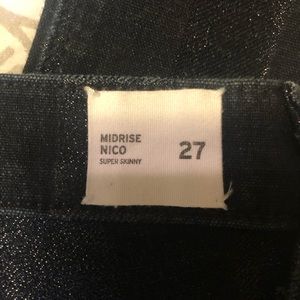 MIDRISE
NICO
SUPER SKINNY
27